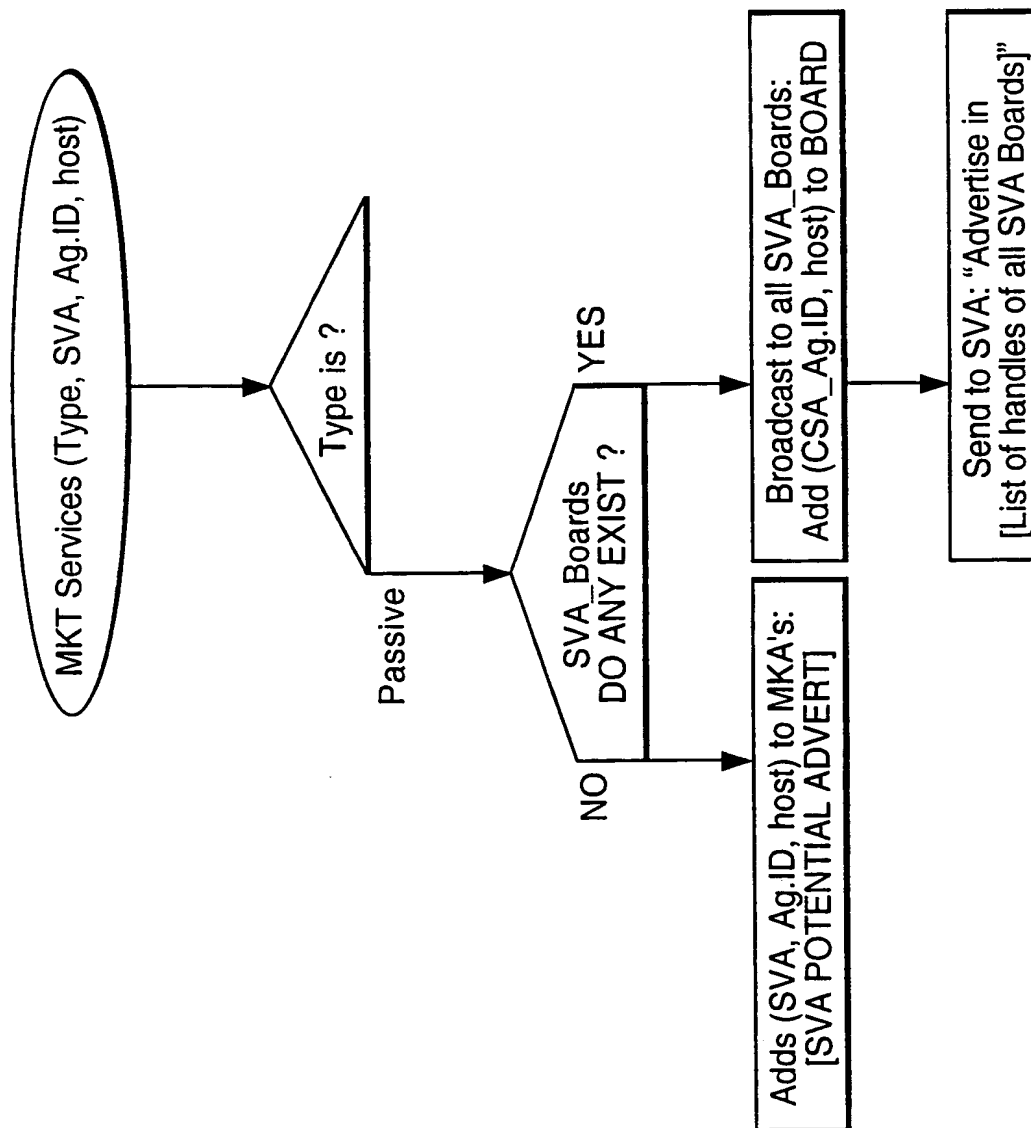 MKT Services (Type, SVA, Ag.ID, host)
Type is ?
Passive
SVA_Boards
DO ANY EXIST ?
NO
YES
Adds (SVA, Ag.ID, host) to MKA's:
[SVA POTENTIAL ADVERT]
Broadcast to all SVA_Boards:
Add (CSA_Ag.ID, host) to BOARD
Send to SVA: “Advertise in
[List of handles of all SVA Boards]”